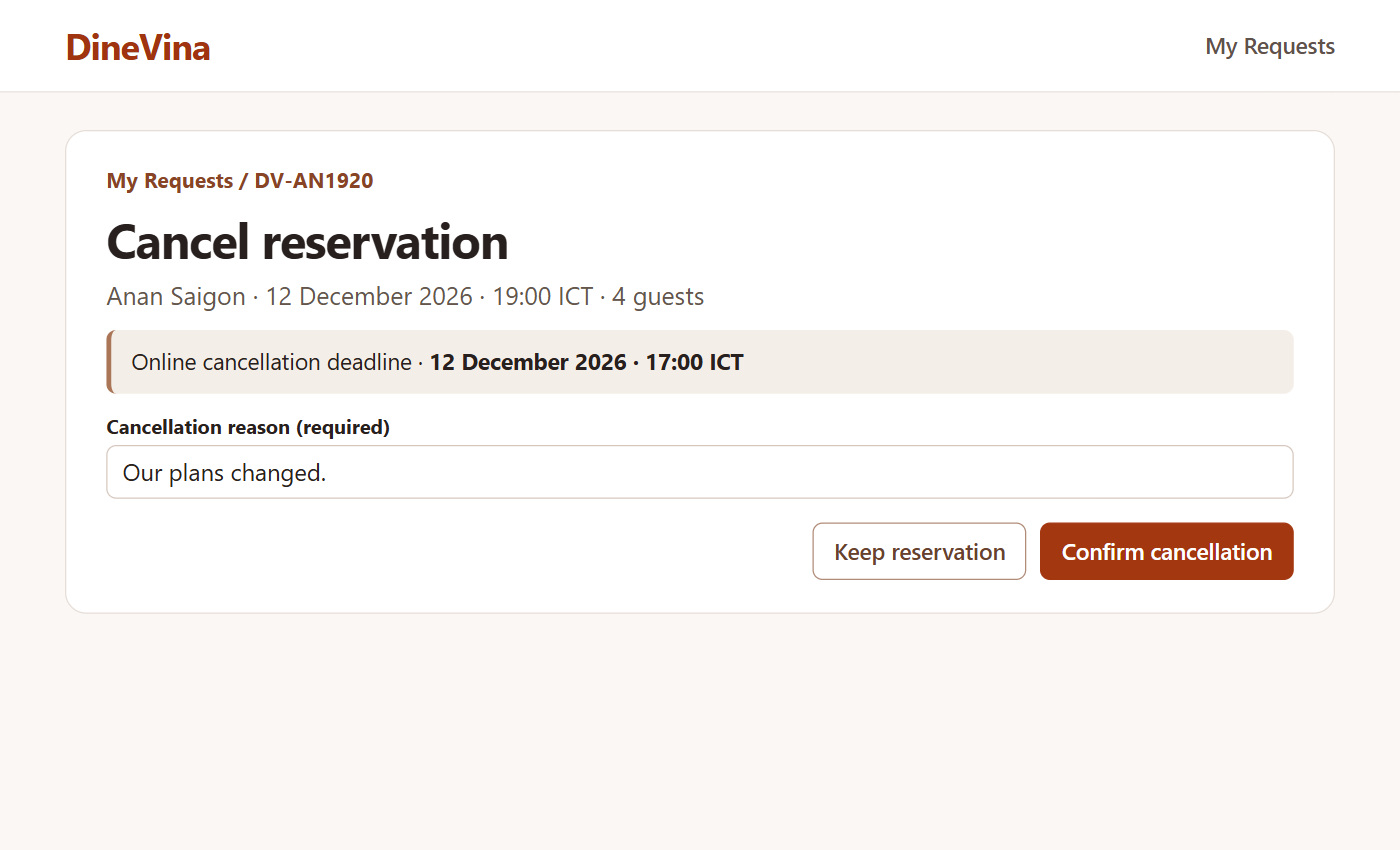 DineVina
My Requests
My Requests / DV-AN1920
Cancel reservation
Anan Saigon · 12 December 2026 · 19:00 ICT · 4 guests
Online cancellation deadline · 12 December 2026 · 17:00 ICT
Cancellation reason (required)
Our plans changed.
Keep reservation
Confirm cancellation